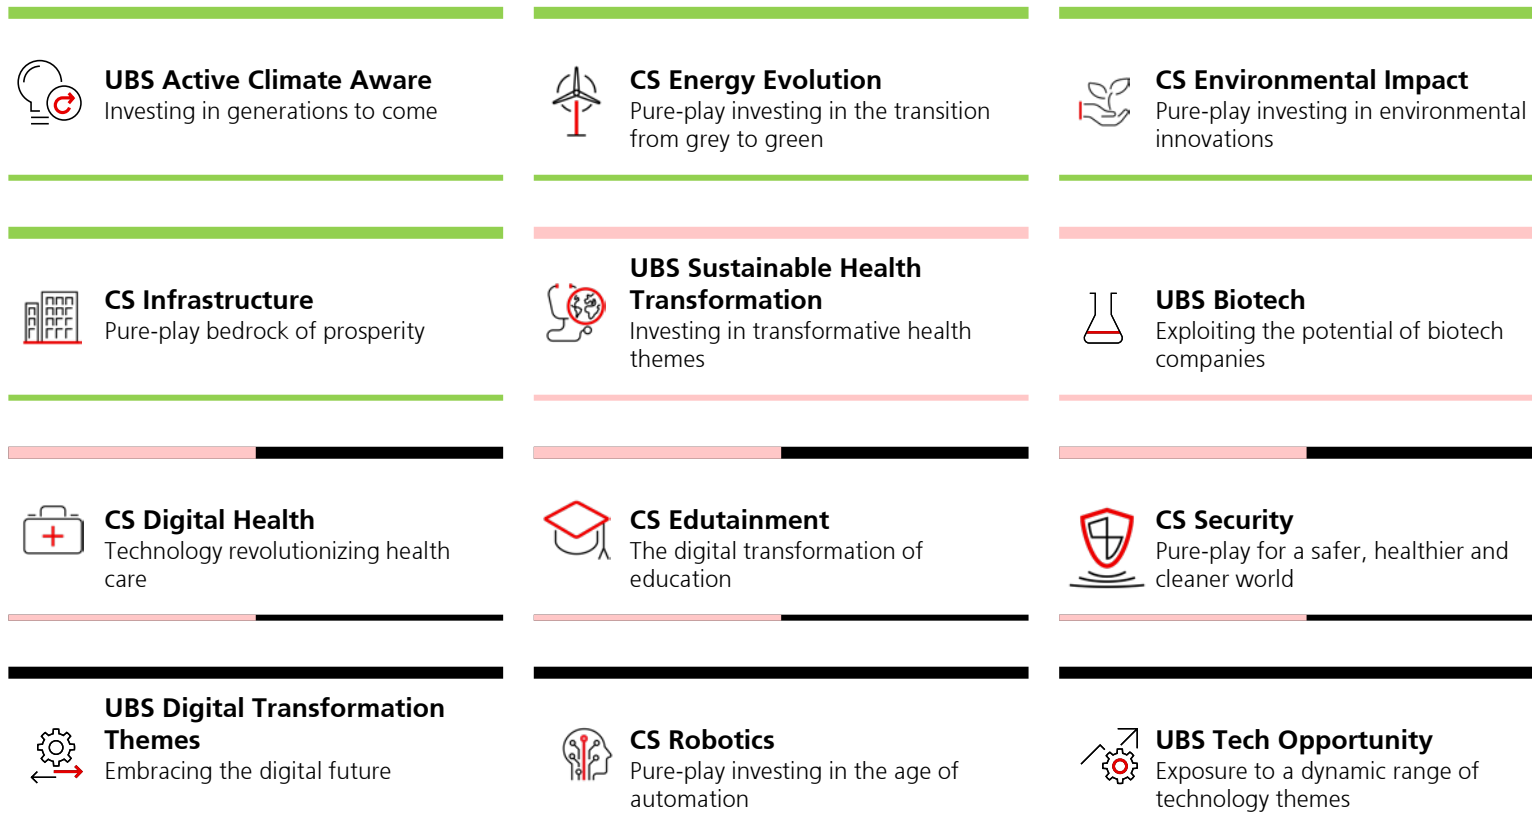 UBS Active Climate Aware
Investing in generations to come
CS Energy Evolution
Pure-play investing in the transition
from grey to green
CS Environmental Impact
Pure-play investing in environmental
innovations
CS Infrastructure
Pure-play bedrock of prosperity
UBS Sustainable Health
Transformation
Investing in transformative health
themes
UBS Biotech
Exploiting the potential of biotech
companies
CS Digital Health
Technology revolutionizing health
care
CS Edutainment
The digital transformation of
education
CS Security
Pure-play for a safer, healthier and
cleaner world
UBS Digital Transformation
Themes
Embracing the digital future
CS Robotics
Pure-play investing in the age of
automation
UBS Tech Opportunity
Exposure to a dynamic range of
technology themes